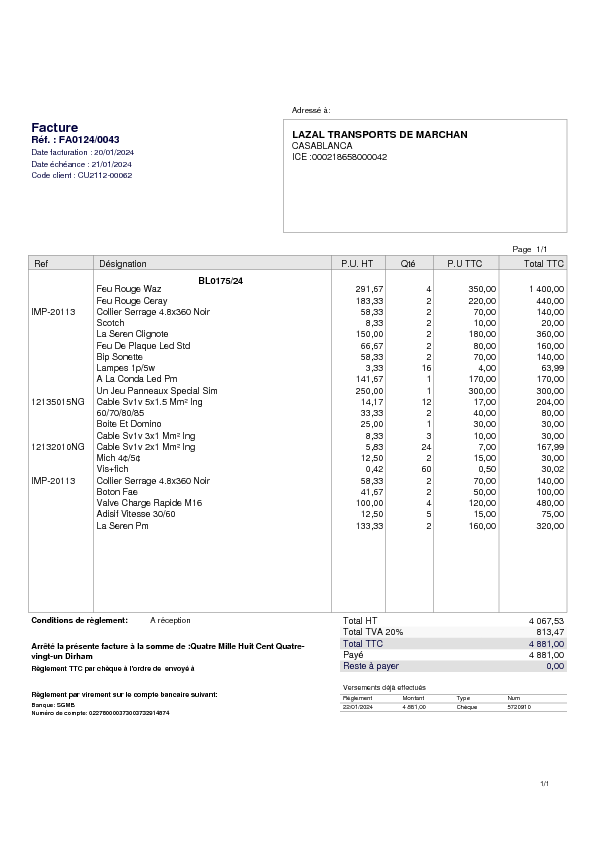 Adressé à:
Facture
Réf. : FA0124/0043
Date facturation : 20/01/2024
Date échéance : 21/01/2024
Code client : CU2112-00062
LAZAL TRANSPORTS DE MARCHAN
CASABLANCA
ICE :000218658000042
Page 1/1
Ref Désignation P.U. HT Qté P.U TTC Total TTC
BL0175/24
Feu Rouge Waz 291,67 4 350,00 1 400,00
Feu Rouge Ceray 183,33 2 220,00 440,00
IMP-20113 Collier Serrage 4.8x360 Noir 58,33 2 70,00 140,00
Scotch 8,33 2 10,00 20,00
La Seren Clignote 150,00 2 180,00 360,00
Feu De Plaque Led Std 66,67 2 80,00 160,00
Bip Sonette 58,33 2 70,00 140,00
Lampes 1p/5w 3,33 16 4,00 63,99
A La Conda Led Pm 141,67 1 170,00 170,00
Un Jeu Panneaux Special Sim 250,00 1 300,00 300,00
12135015NG Cable Sv1v 5x1.5 Mm² Ing 14,17 12 17,00 204,00
60/70/80/85 33,33 2 40,00 80,00
Boite Et Domino 25,00 1 30,00 30,00
Cable Sv1v 3x1 Mm² Ing 8,33 3 10,00 30,00
12132010NG Cable Sv1v 2x1 Mm² Ing 5,83 24 7,00 167,99
Mich 4¢/5¢ 12,50 2 15,00 30,00
Vis+fich 0,42 60 0,50 30,02
IMP-20113 Collier Serrage 4.8x360 Noir 58,33 2 70,00 140,00
Boton Fae 41,67 2 50,00 100,00
Valve Charge Rapide M16 100,00 4 120,00 480,00
Adisif Vitesse 30/60 12,50 5 15,00 75,00
La Seren Pm 133,33 2 160,00 320,00
Conditions de règlement: A réception
Total HT 4 067,53
Total TVA 20% 813,47
Total TTC 4 881,00
Payé 4 881,00
Reste à payer 0,00
Arrêté la présente facture à la somme de :Quatre Mille Huit Cent Quatre-
vingt-un Dirham
Règlement TTC par chèque à l'ordre de envoyé à
Règlement par virement sur le compte bancaire suivant:
Banque: SGMB
Numéro de compte: 022780000373003732914874
Versements déjà effectués
Règlement Montant Type Num
22/01/2024 4 881,00 Chèque 5720910
1/1